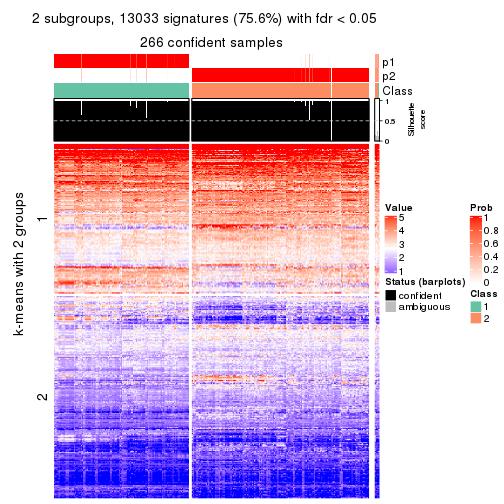 2 subgroups, 13033 signatures (75.6%) with fdr < 0.05
266 confident samples
p1
p2
Class
1
0.5
0
Silhouette
score
k-means with 2 groups
1
2
Value
5
4
3
2
1
Prob
1
0.8
0.6
0.4
0.2
0
Status (barplots)
confident
ambiguous
Class
1
2